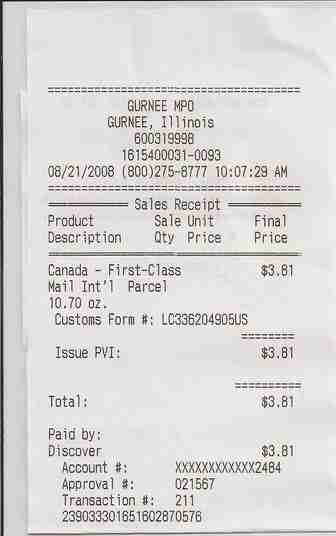 ====================================
GURNEE MPO
GURNEE, Illinois
600319998
1615400031-0093
08/21/2008 (800)275-8777 10:07:29 AM
====================================
=========== Sales Receipt ==========
Product Sale Unit Final
Description Qty Price Price
====================================
Canada - First-Class $3.81
Mail Int'l Parcel
10.70 oz.
Customs Form #: LC336204905US
========
Issue PVI: $3.81
==========
Total: $3.81
Paid by:
Discover $3.81
Account #: XXXXXXXXXXXX2484
Approval #: 021567
Transaction #: 211
23903330165160287​0576